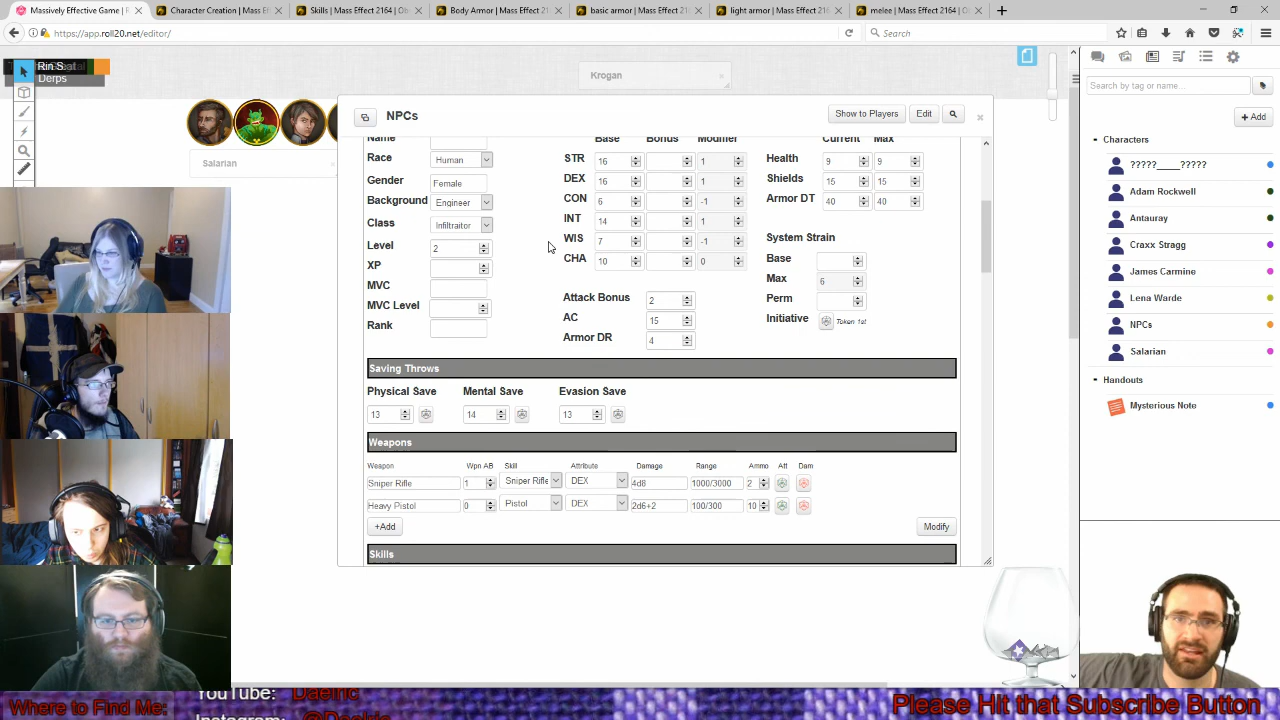 Massively Effective Game | R
Character Creation | Mass Ef
Skills | Mass Effect 2164 | Ob
Body Armor | Mass Effect 2
basic armor | Mass Effect 2
light armor | Mass Effect 216
melee | Mass Effect 2164 | O
https://app.roll20.net/editor/
Search
Derps
Krogan
Salarian
NPCs
Show to Players
Edit
Name
Race
Human
Gender
Female
Background
Engineer
Class
Infiltraitor
Level
2
XP
MVC
MVC Level
Rank
Base Bonus Modifier
STR 16 1
DEX 16 1
CON 6 -1
INT 14 1
WIS 7 -1
CHA 10 0
Attack Bonus 2
AC 15
Armor DR 4
Current Max
Health 9 9
Shields 15 15
Armor DT 40 40
System Strain
Base
Max 6
Perm
Initiative Token 1st!
Saving Throws
Physical Save Mental Save Evasion Save
13 14 13
Weapons
Weapon Wpn AB Skill Attribute Damage Range Ammo Att Dam
Sniper Rifle 1 Sniper Rifle DEX 4d8 1000/3000 2
Heavy Pistol 0 Pistol DEX 2d6+2 100/300 10
+Add
Modify
Skills
Search by tag or name...
+ Add
Characters
?????____?????
Adam Rockwell
Antauray
Craxx Stragg
James Carmine
Lena Warde
NPCs
Salarian
Handouts
Mysterious Note
Where to Find Me:
YouTube: Daeric
Instagram:
Please Hit that Subscribe Button